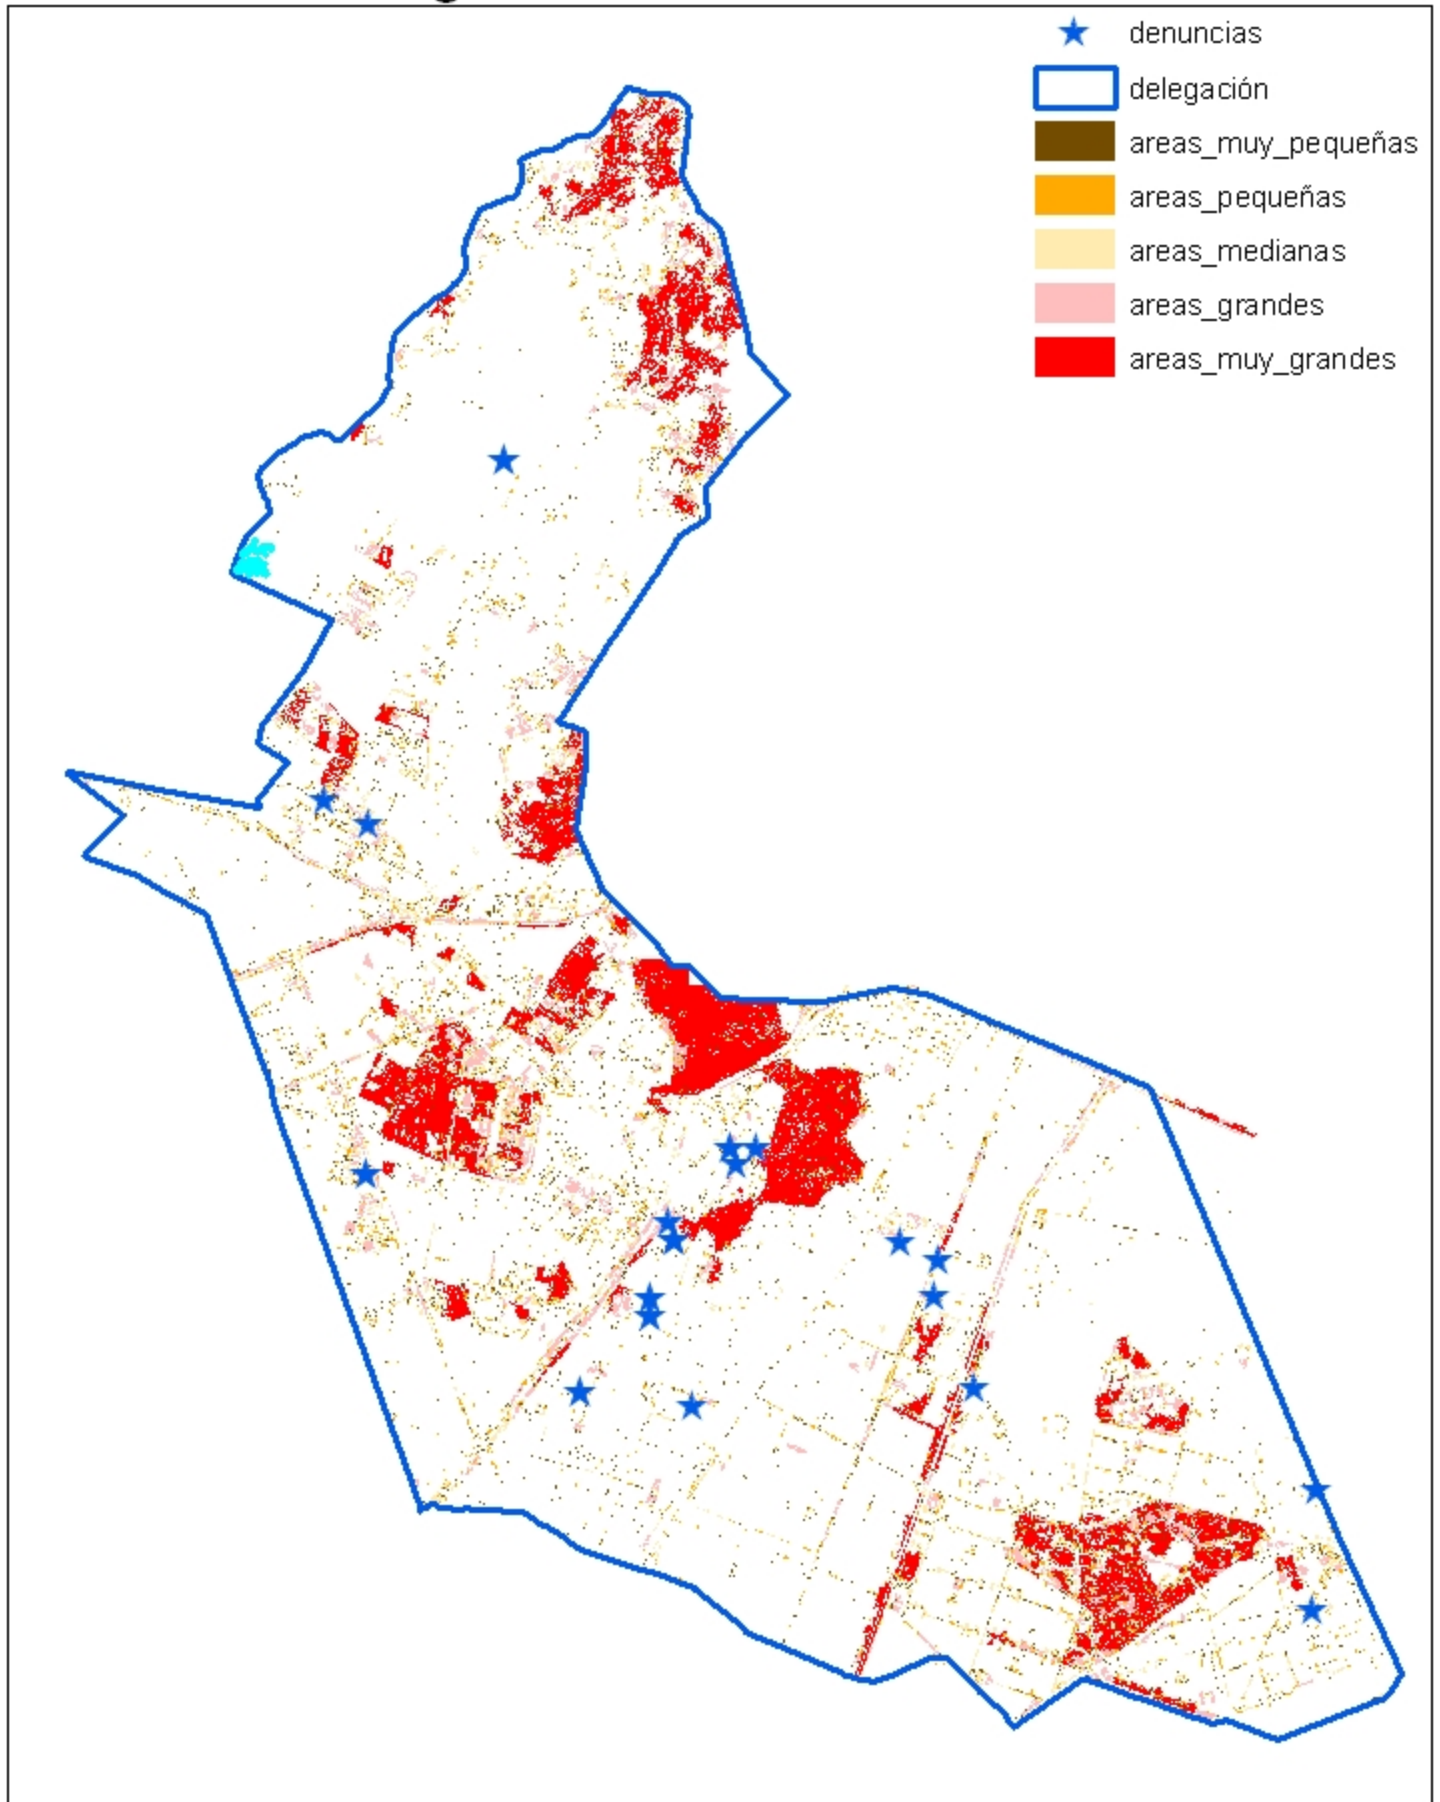 denuncias
delegación
areas_muy_pequeñas
areas_pequeñas
areas_medianas
areas_grandes
areas_muy_grandes